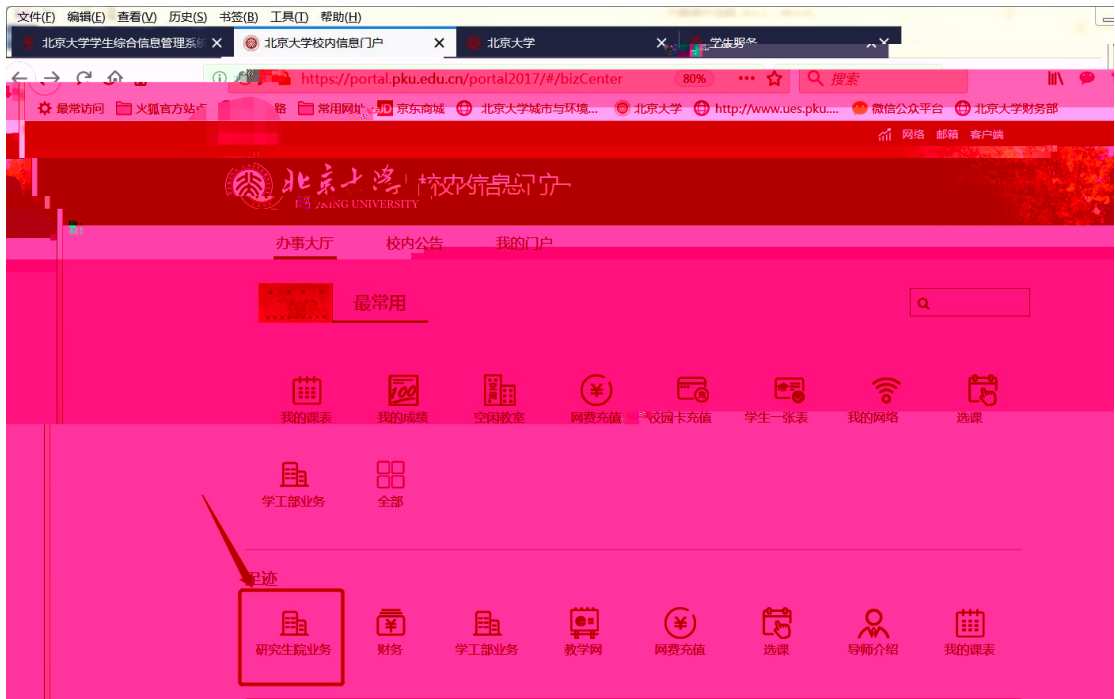 文件(F) 编辑(E) 查看(V) 历史(S) 书签(B) 工具(T) 帮助(H)
北京大学学生综合信息管理系统 × 北京大学校内信息门户 × 北京大学 × 学生服务 ×
https://portal.pku.edu.cn/portal2017/#/bizCenter 80% ••• 搜索
最常访问 火狐官方站点 路 常用网址 JD 京东商城 北京大学城市与环境... 北京大学 http://www.ues.pku.... 微信公众平台 北京大学财务部
网络 邮箱 客户端
北京大学 校内信息门户
PEKING UNIVERSITY
办事大厅 校内公告 我的门户
最常用
100
我的课表 我的成绩 空闲教室 网费充值 校园卡充值 学生一张表 我的网络 选课
学工部业务 全部
足迹
研究生院业务 财务 学工部业务 教学网 网费充值 选课 导师介绍 我的课表